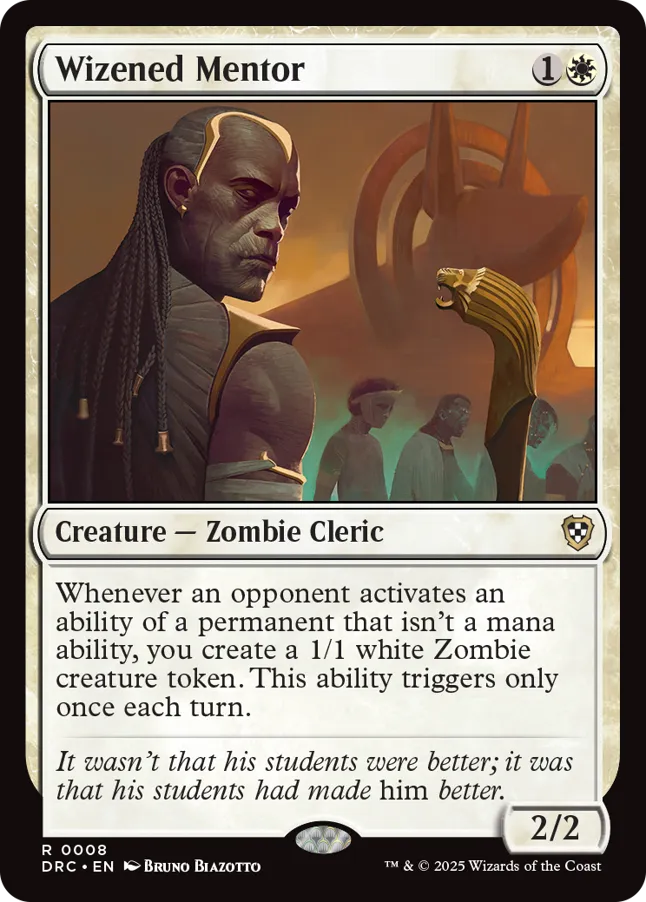 Wizened Mentor 1
Creature — Zombie Cleric
Whenever an opponent activates an
ability of a permanent that isn't a mana
ability, you create a 1/1 white Zombie
creature token. This ability triggers only
once each turn.
It wasn't that his students were better; it was
that his students had made him better.
2/2
R 0008
DRC • EN Bruno Biazotto
™ & © 2025 Wizards of the Coast